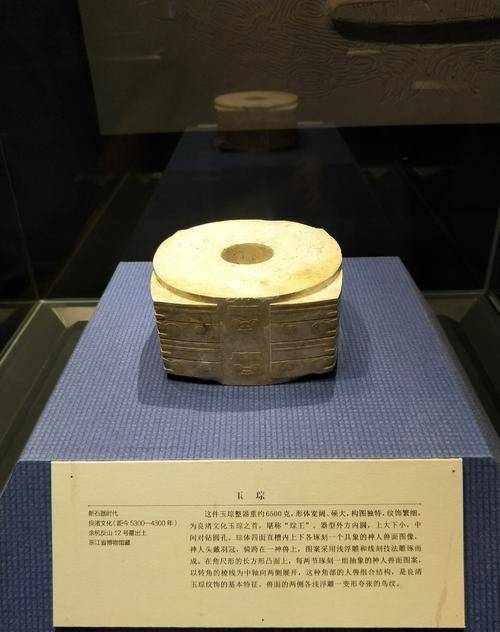 玉 琮
新石器时代
良渚文化（距今5300—4300年）
余杭反山12号墓出土
浙江省博物馆藏
这件玉琮整器重约6500克，形体宽阔、硕大，构图独特，纹饰繁缛，
为良渚文化玉琮之首，堪称“琮王”。器型外方内圆，上大下小，中
间对钻圆孔。琮体四面直槽内上下各琢刻一个具象的神人兽面图像，
神人头戴羽冠，骑跨在一神兽上，图案采用浅浮雕和线刻技法雕琢而
成。在角尺形的长方形凸面上，每两节琢刻一组抽象的神人兽面图案，
以转角的棱线为中轴向两侧展开，这种角部的人兽组合结构，是良渚
玉琮纹饰的基本特征。兽面的两侧各浅浮雕一变形夸张的鸟纹。